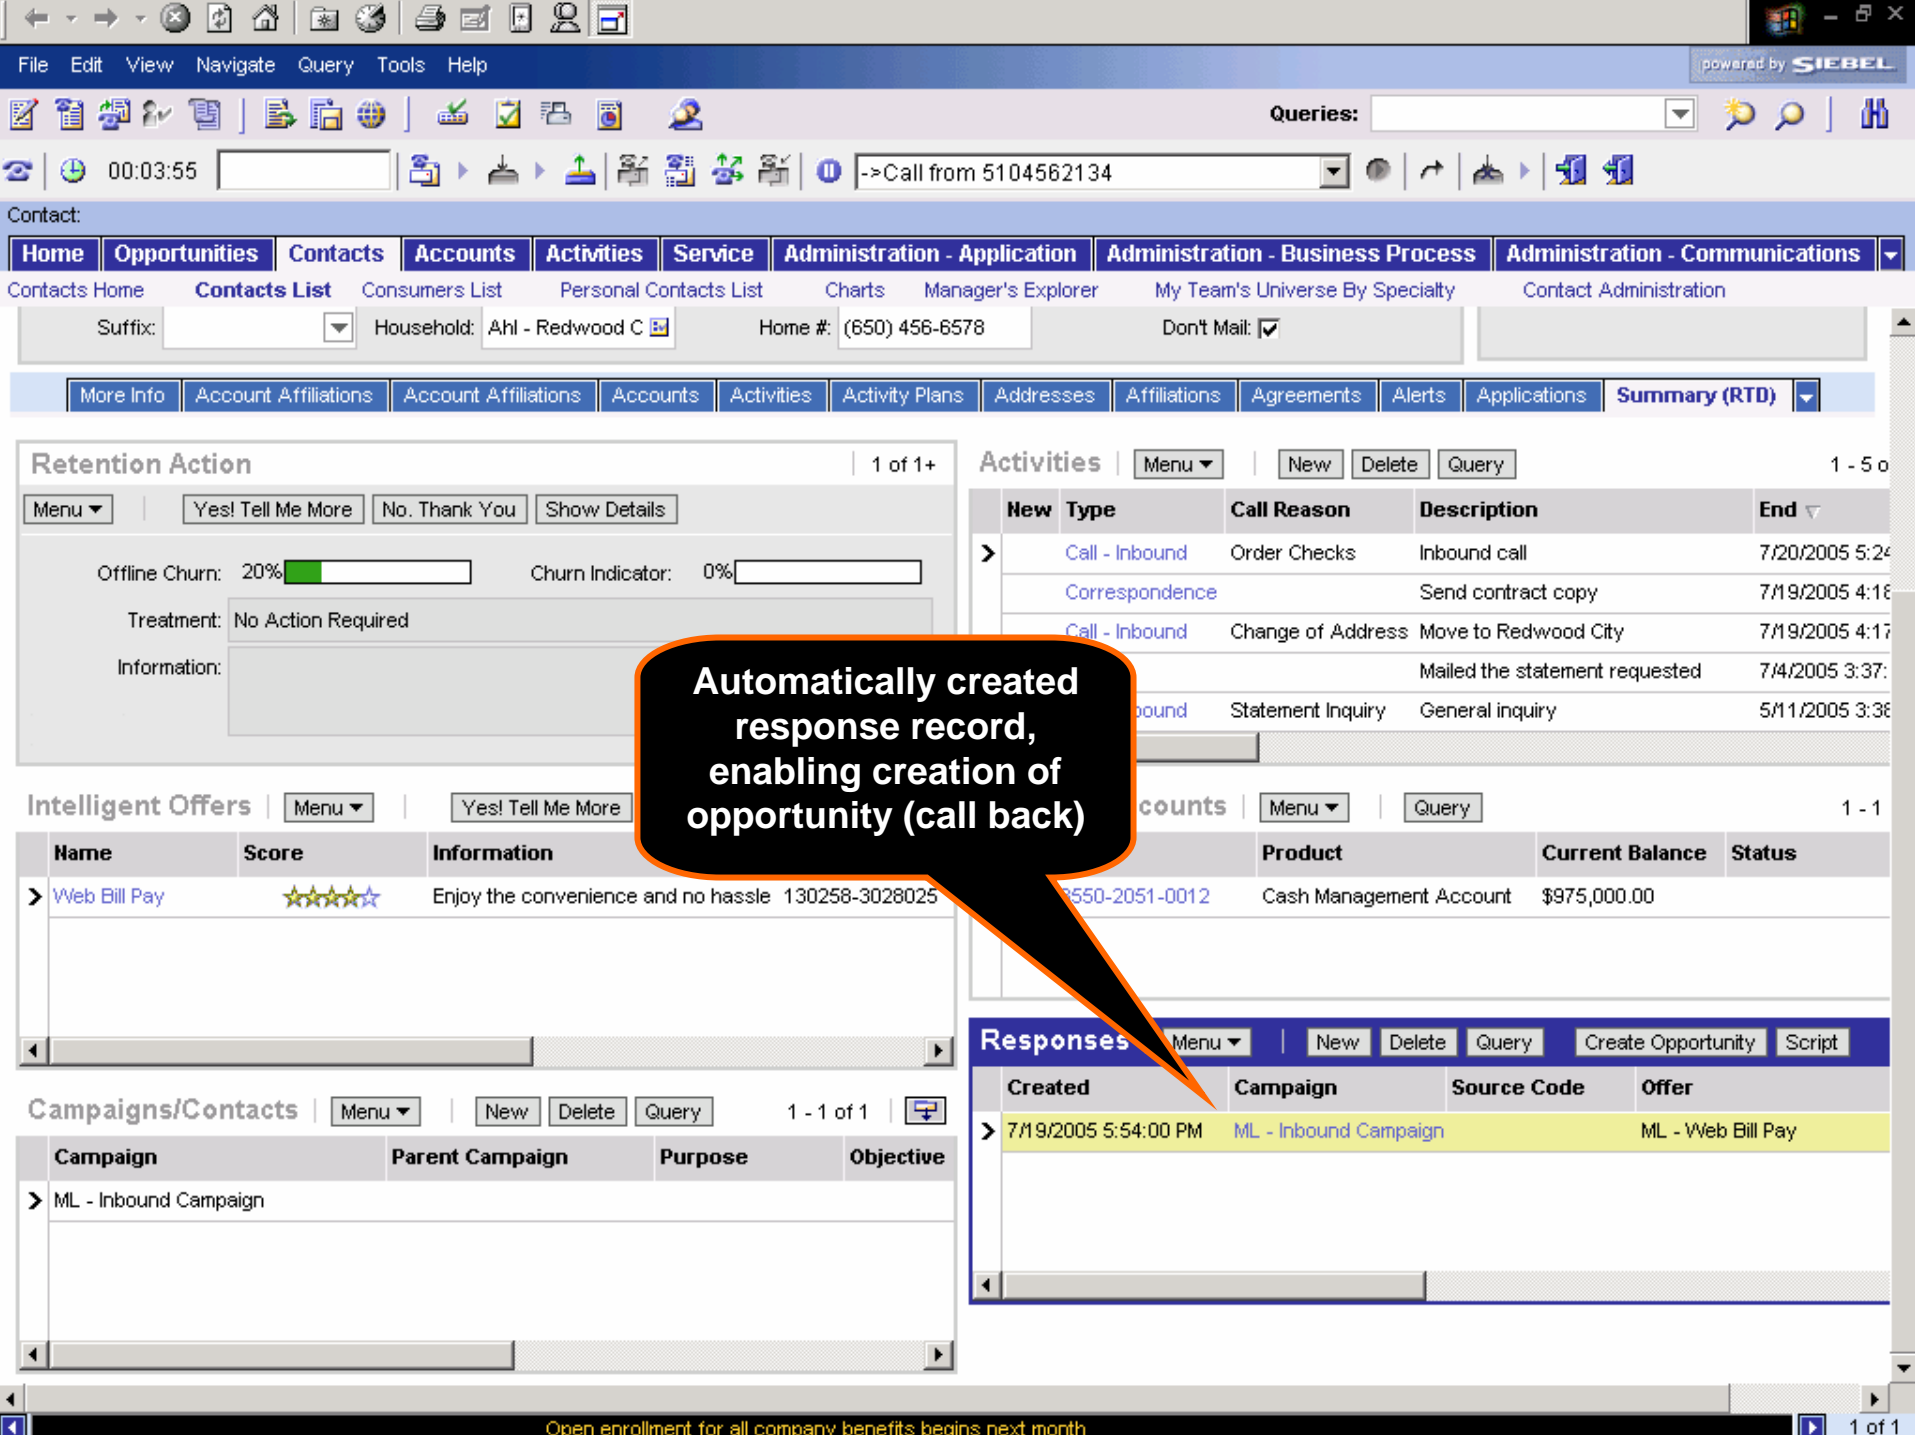 File Edit View Navigate Query Tools Help
powered by SIEBEL
Queries:
00:03:55
->Call from 5104562134
Contact:
Home Opportunities Contacts Accounts Activities Service Administration - Application Administration - Business Process Administration - Communications
Contacts Home Contacts List Consumers List Personal Contacts List Charts Manager's Explorer My Team's Universe By Specialty Contact Administration
Suffix: Household: Ahl - Redwood C Home #: (650) 456-6578 Don't Mail:
More Info Account Affiliations Account Affiliations Accounts Activities Activity Plans Addresses Affiliations Agreements Alerts Applications Summary (RTD)
Retention Action 1 of 1+
Menu Yes! Tell Me More No. Thank You Show Details
Offline Churn: 20% Churn Indicator: 0%
Treatment: No Action Required
Information:
Activities Menu New Delete Query 1 - 5 o
New Type Call Reason Description End
Call - Inbound Order Checks Inbound call 7/20/2005 5:24
Correspondence Send contract copy 7/19/2005 4:18
Call - Inbound Change of Address Move to Redwood City 7/19/2005 4:17
Mailed the statement requested 7/4/2005 3:37:
bound Statement Inquiry General inquiry 5/11/2005 3:38
Automatically created
response record,
enabling creation of
opportunity (call back)
Intelligent Offers Menu Yes! Tell Me More
Name Score Information
Web Bill Pay Enjoy the convenience and no hassle 130258-3028025
counts Menu Query 1 - 1
Product Current Balance Status
3550-2051-0012 Cash Management Account $975,000.00
Campaigns/Contacts Menu New Delete Query 1 - 1 of 1
Campaign Parent Campaign Purpose Objective
ML - Inbound Campaign
Responses Menu New Delete Query Create Opportunity Script
Created Campaign Source Code Offer
7/19/2005 5:54:00 PM ML - Inbound Campaign ML - Web Bill Pay
Open enrollment for all company benefits begins next month
1 of 1